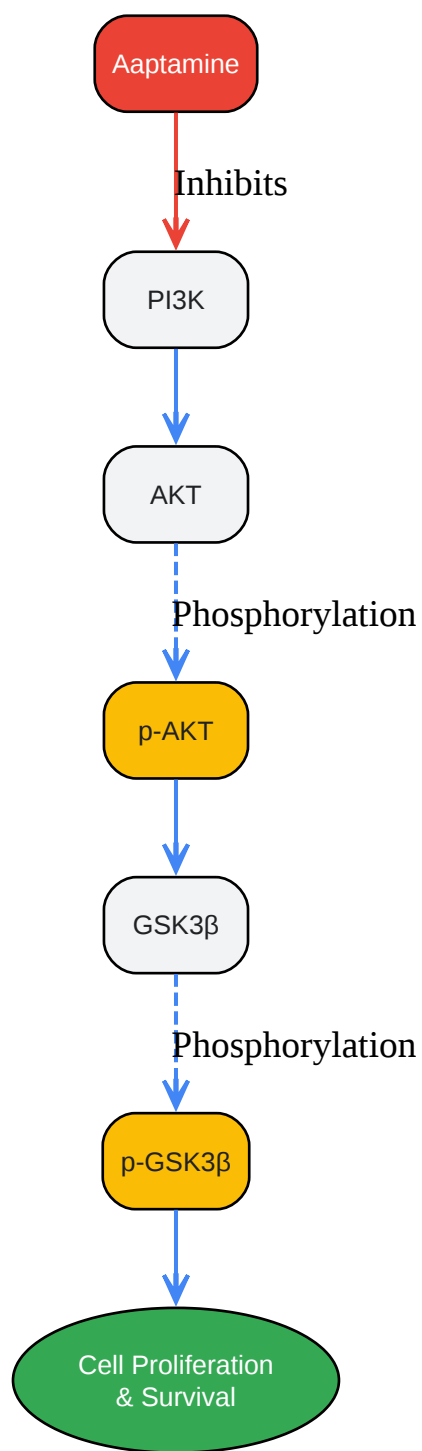 Aaptamine
Inhibits
PI3K
AKT
Phosphorylation
p-AKT
GSK3β
Phosphorylation
p-GSK3β
Cell Proliferation
& Survival